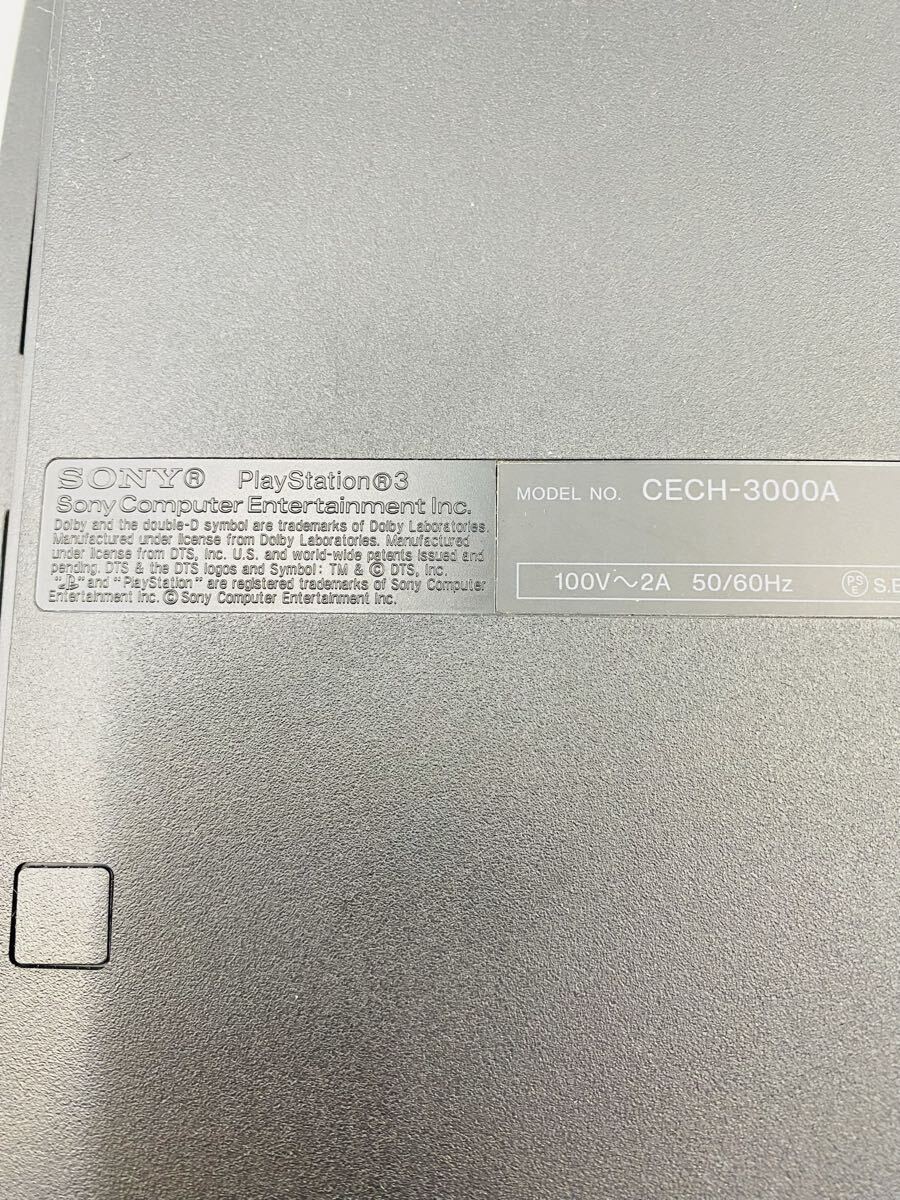 SONY® PlayStation®3
Sony Computer Entertainment Inc.
Dolby and the double-D symbol are trademarks of Dolby Laboratories.
Manufactured under license from Dolby Laboratories. Manufactured
under license from DTS, Inc. U.S. and world-wide patents issued and
pending. DTS & the DTS logos and Symbol: TM & © DTS, Inc.
" " and "PlayStation" are registered trademarks of Sony Computer
Entertainment Inc. © Sony Computer Entertainment Inc.
MODEL NO. CECH-3000A
100V～2A 50/60Hz
PSE S.E